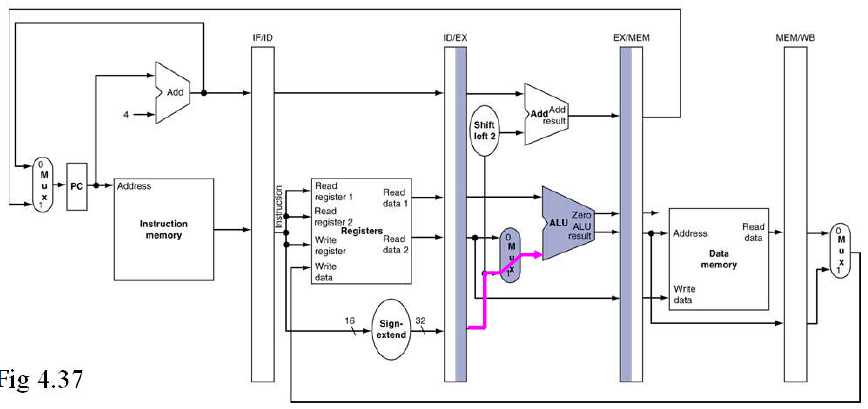 IF/ID
ID/EX
EX/MEM
MEM/WB
Add
4
0
M
u
x
1
PC
Address
Instruction
memory
Instruction
Read
register 1
Read
register 2
Write
register
Write
data
Registers
Read
data 1
Read
data 2
16
Sign-
extend
32
Shift
left 2
Add
Add
result
0
M
u
x
1
ALU
Zero
ALU
result
Address
Read
data
Data
memory
Write
data
0
M
u
x
1
Fig 4.37